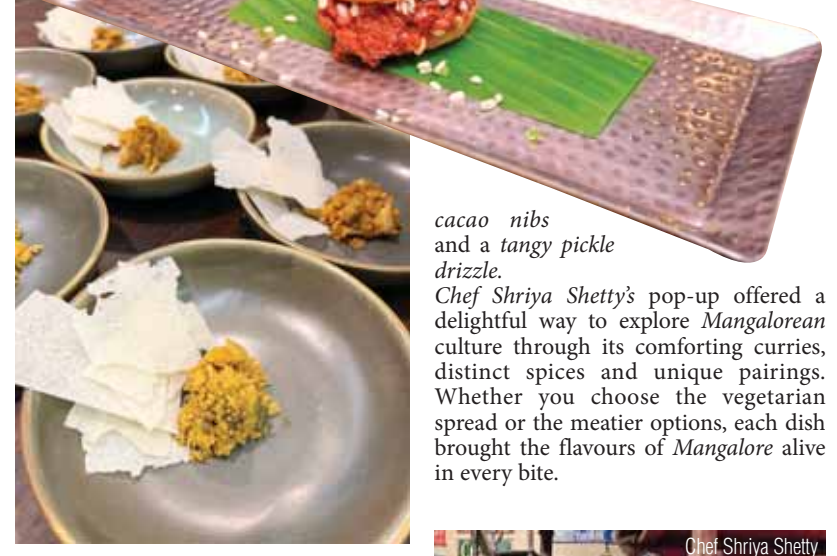 cacao nibs
and a tangy pickle
drizzle.
Chef Shriya Shetty’s pop-up offered a
delightful way to explore Mangalorean
culture through its comforting curries,
distinct spices and unique pairings.
Whether you choose the vegetarian
spread or the meatier options, each dish
brought the flavours of Mangalore alive
in every bite.
Chef Shriya Shetty